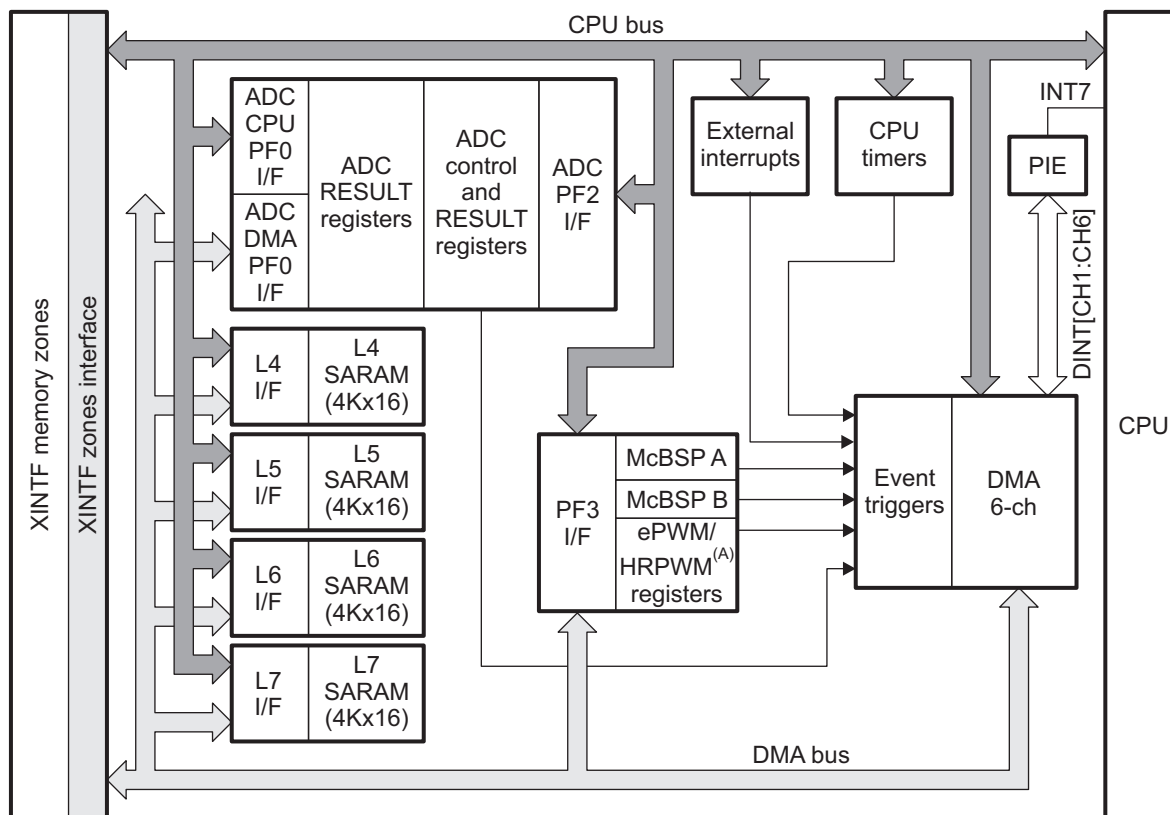 CPU bus
XINTF memory zones
XINTF zones interface
ADC
CPU
PF0
I/F
ADC
DMA
PF0
I/F
ADC
RESULT
registers
ADC
control
and
RESULT
registers
ADC
PF2
I/F
External
interrupts
CPU
timers
INT7
PIE
DINT[CH1:CH6]
CPU
L4
I/F
L4
SARAM
(4Kx16)
L5
I/F
L5
SARAM
(4Kx16)
L6
I/F
L6
SARAM
(4Kx16)
L7
I/F
L7
SARAM
(4Kx16)
PF3
I/F
McBSP A
McBSP B
ePWM/
HRPWM(A)
registers
Event
triggers
DMA
6-ch
DMA bus